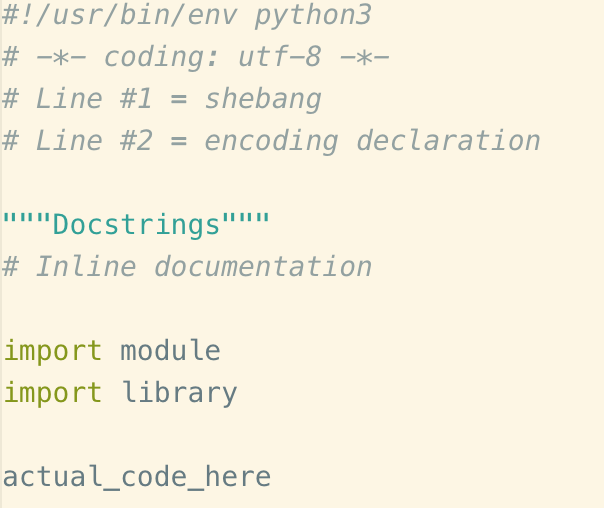 #!/usr/bin/env python3
# -*- coding: utf-8 -*-
# Line #1 = shebang
# Line #2 = encoding declaration
"""Docstrings"""
# Inline documentation
import module
import library
actual_code_here